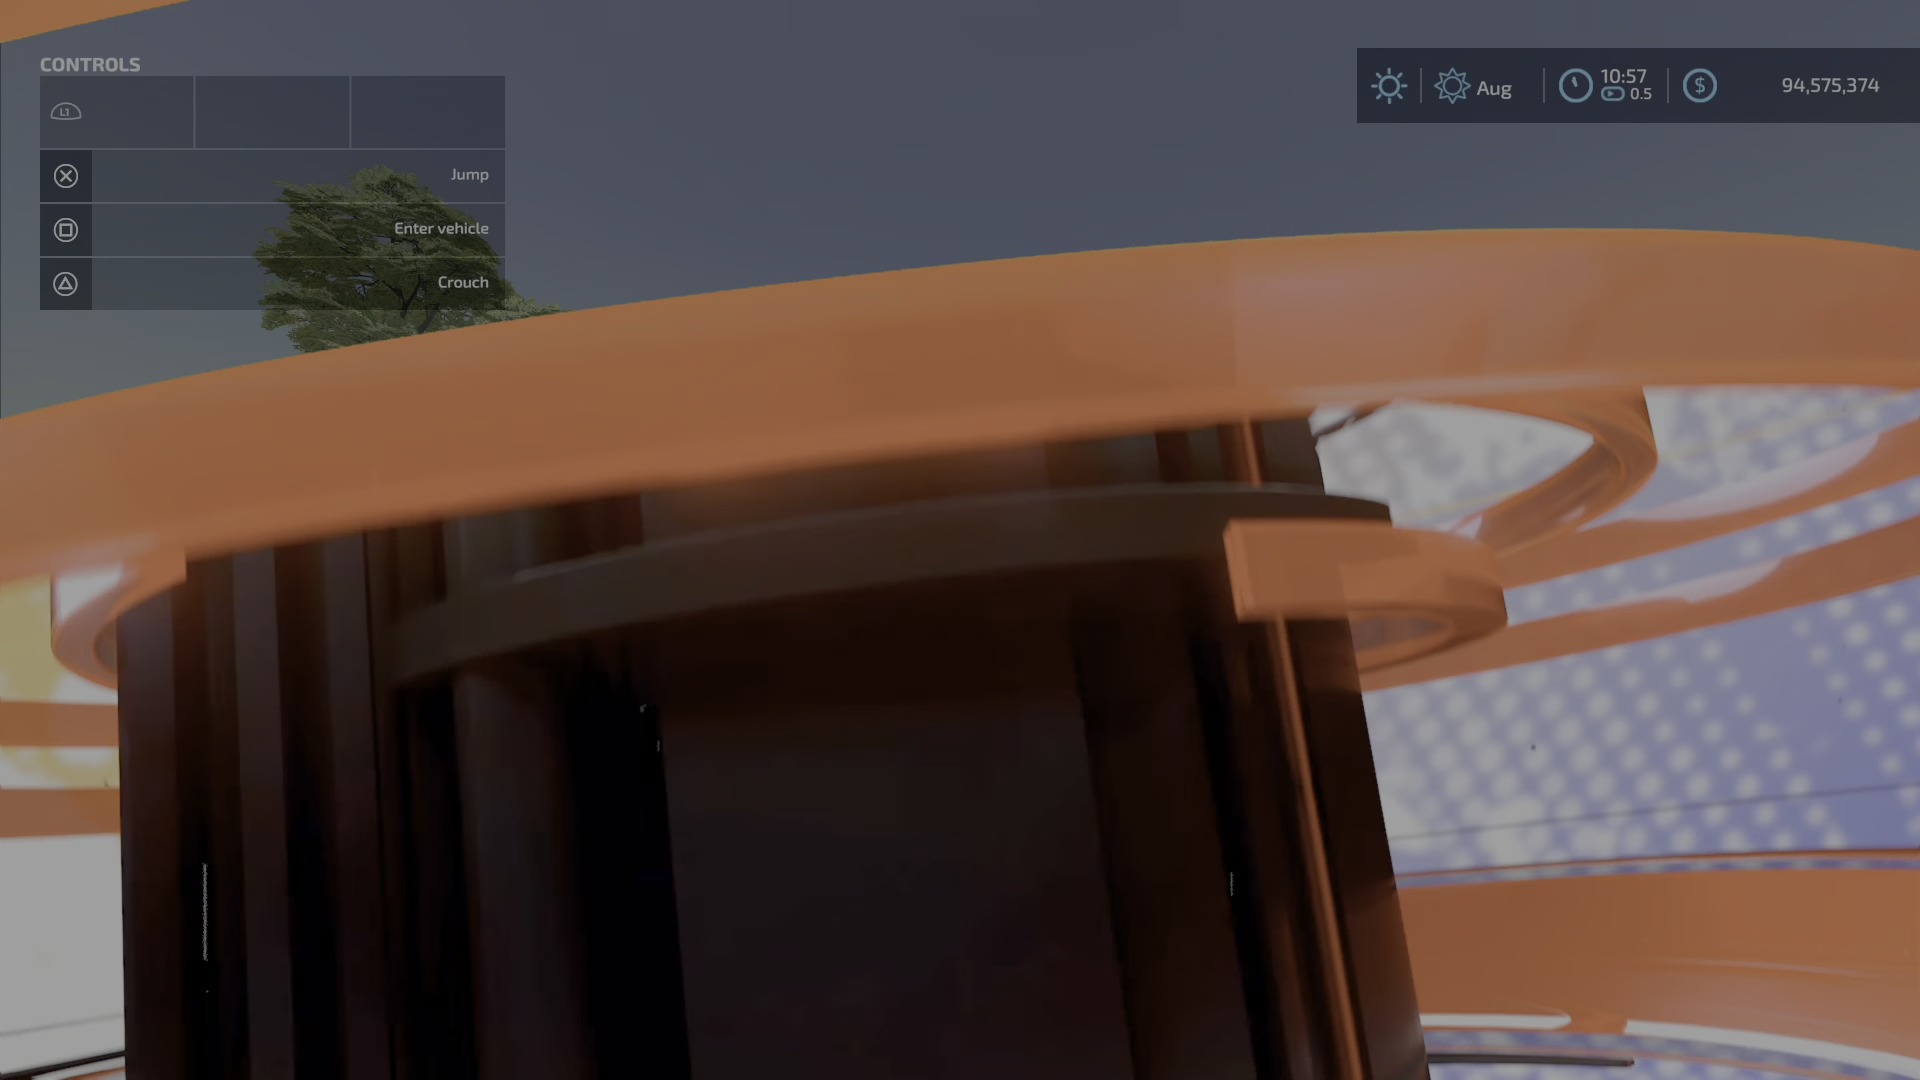 CONTROLS
L1
Jump
Enter vehicle
Crouch
Aug
10:57
0.5
$
94,575,374